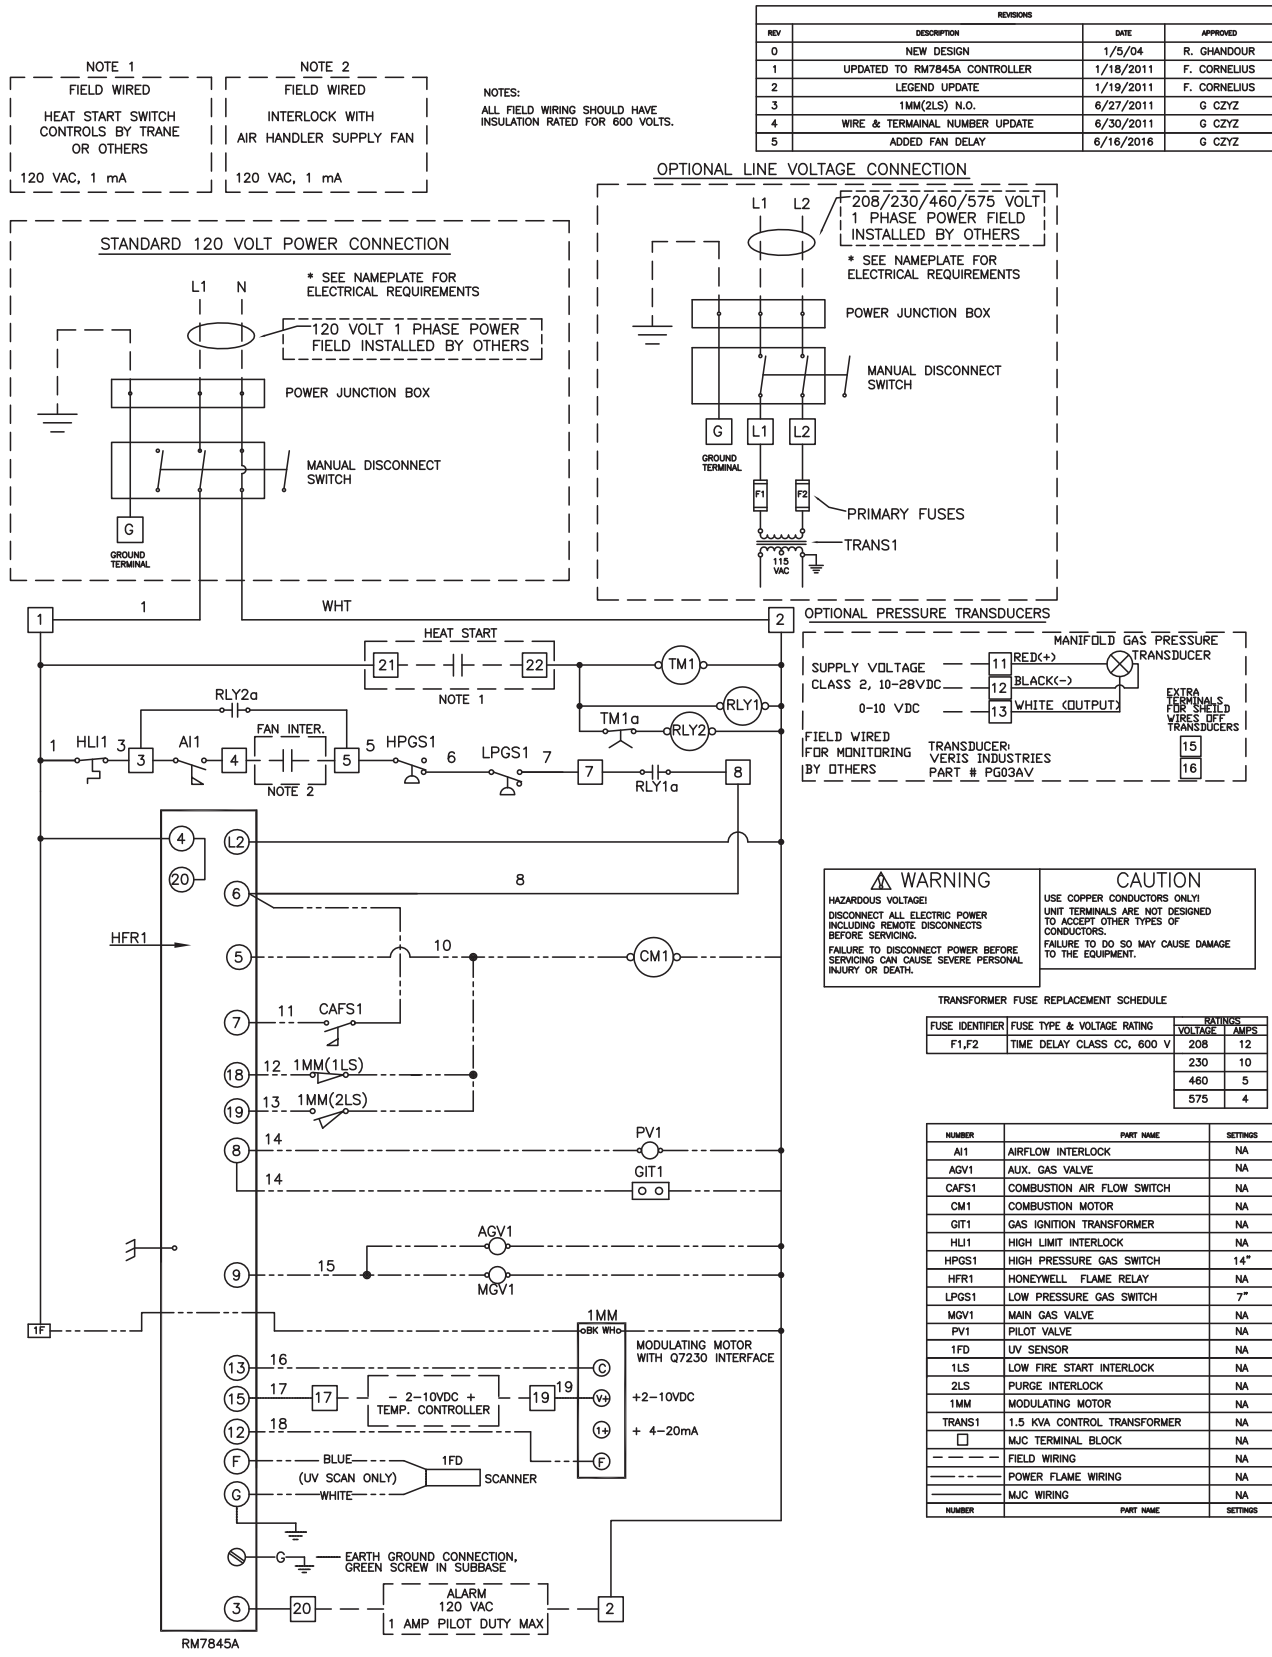 REVISIONS
REV DESCRIPTION DATE APPROVED
0 NEW DESIGN 1/5/04 R. GHANDOUR
1 UPDATED TO RM7845A CONTROLLER 1/18/2011 F. CORNELIUS
2 LEGEND UPDATE 1/19/2011 F. CORNELIUS
3 1MM(2LS) N.O. 6/27/2011 G CZYZ
4 WIRE & TERMAINAL NUMBER UPDATE 6/30/2011 G CZYZ
5 ADDED FAN DELAY 6/16/2016 G CZYZ
NOTE 1
FIELD WIRED
HEAT START SWITCH
CONTROLS BY TRANE
OR OTHERS
120 VAC, 1 mA
NOTE 2
FIELD WIRED
INTERLOCK WITH
AIR HANDLER SUPPLY FAN
120 VAC, 1 mA
NOTES:
ALL FIELD WIRING SHOULD HAVE
INSULATION RATED FOR 600 VOLTS.
STANDARD 120 VOLT POWER CONNECTION
* SEE NAMEPLATE FOR
ELECTRICAL REQUIREMENTS
L1 N
120 VOLT 1 PHASE POWER
FIELD INSTALLED BY OTHERS
POWER JUNCTION BOX
MANUAL DISCONNECT
SWITCH
G
GROUND
TERMINAL
OPTIONAL LINE VOLTAGE CONNECTION
L1 L2
208/230/460/575 VOLT
1 PHASE POWER FIELD
INSTALLED BY OTHERS
* SEE NAMEPLATE FOR
ELECTRICAL REQUIREMENTS
POWER JUNCTION BOX
MANUAL DISCONNECT
SWITCH
G L1 L2
GROUND
TERMINAL
F1 F2
PRIMARY FUSES
TRANS1
115
VAC
1 1 WHT 2
HEAT START
21 22
NOTE 1
TM1
RLY1
TM1a RLY2
RLY2a
1 HLI1 3 3 AI1 4 FAN INTER. 5 5 HPGS1 6 LPGS1 7 7 RLY1a 8
NOTE 2
OPTIONAL PRESSURE TRANSDUCERS
MANIFOLD GAS PRESSURE
TRANSDUCER
SUPPLY VOLTAGE
CLASS 2, 10-28VDC
0-10 VDC
11 RED(+)
12 BLACK(-)
13 WHITE (OUTPUT)
FIELD WIRED
FOR MONITORING
BY OTHERS
TRANSDUCER:
VERIS INDUSTRIES
PART # PG03AV
EXTRA
TERMINALS
FOR SHEILD
WIRES OFF
TRANSDUCERS
15
16
4 L2
20
6 8
HFR1
5 10 CM1
7 11 CAFS1
18 12 1MM(1LS)
19 13 1MM(2LS)
8 14 PV1
14 GIT1
AGV1
9 15
MGV1
1F
1MM
BK WH
MODULATING MOTOR
WITH Q7230 INTERFACE
13 16 C
15 17 17 - 2-10VDC + 19 19 V+ +2-10VDC
TEMP. CONTROLLER
12 18 1+ + 4-20mA
F BLUE 1FD F
(UV SCAN ONLY) SCANNER
G WHITE
G EARTH GROUND CONNECTION,
GREEN SCREW IN SUBBASE
3 20 ALARM 2
120 VAC
1 AMP PILOT DUTY MAX
RM7845A
WARNING
HAZARDOUS VOLTAGE!
DISCONNECT ALL ELECTRIC POWER
INCLUDING REMOTE DISCONNECTS
BEFORE SERVICING.
FAILURE TO DISCONNECT POWER BEFORE
SERVICING CAN CAUSE SEVERE PERSONAL
INJURY OR DEATH.
CAUTION
USE COPPER CONDUCTORS ONLY!
UNIT TERMINALS ARE NOT DESIGNED
TO ACCEPT OTHER TYPES OF
CONDUCTORS.
FAILURE TO DO SO MAY CAUSE DAMAGE
TO THE EQUIPMENT.
TRANSFORMER FUSE REPLACEMENT SCHEDULE
FUSE IDENTIFIER FUSE TYPE & VOLTAGE RATING RATINGS
VOLTAGE AMPS
F1,F2 TIME DELAY CLASS CC, 600 V 208 12
230 10
460 5
575 4
NUMBER PART NAME SETTINGS
AI1 AIRFLOW INTERLOCK NA
AGV1 AUX. GAS VALVE NA
CAFS1 COMBUSTION AIR FLOW SWITCH NA
CM1 COMBUSTION MOTOR NA
GIT1 GAS IGNITION TRANSFORMER NA
HLI1 HIGH LIMIT INTERLOCK NA
HPGS1 HIGH PRESSURE GAS SWITCH 14"
HFR1 HONEYWELL FLAME RELAY NA
LPGS1 LOW PRESSURE GAS SWITCH 7"
MGV1 MAIN GAS VALVE NA
PV1 PILOT VALVE NA
1FD UV SENSOR NA
1LS LOW FIRE START INTERLOCK NA
2LS PURGE INTERLOCK NA
1MM MODULATING MOTOR NA
TRANS1 1.5 KVA CONTROL TRANSFORMER NA
MJC TERMINAL BLOCK NA
FIELD WIRING NA
POWER FLAME WIRING NA
MJC WIRING NA
NUMBER PART NAME SETTINGS